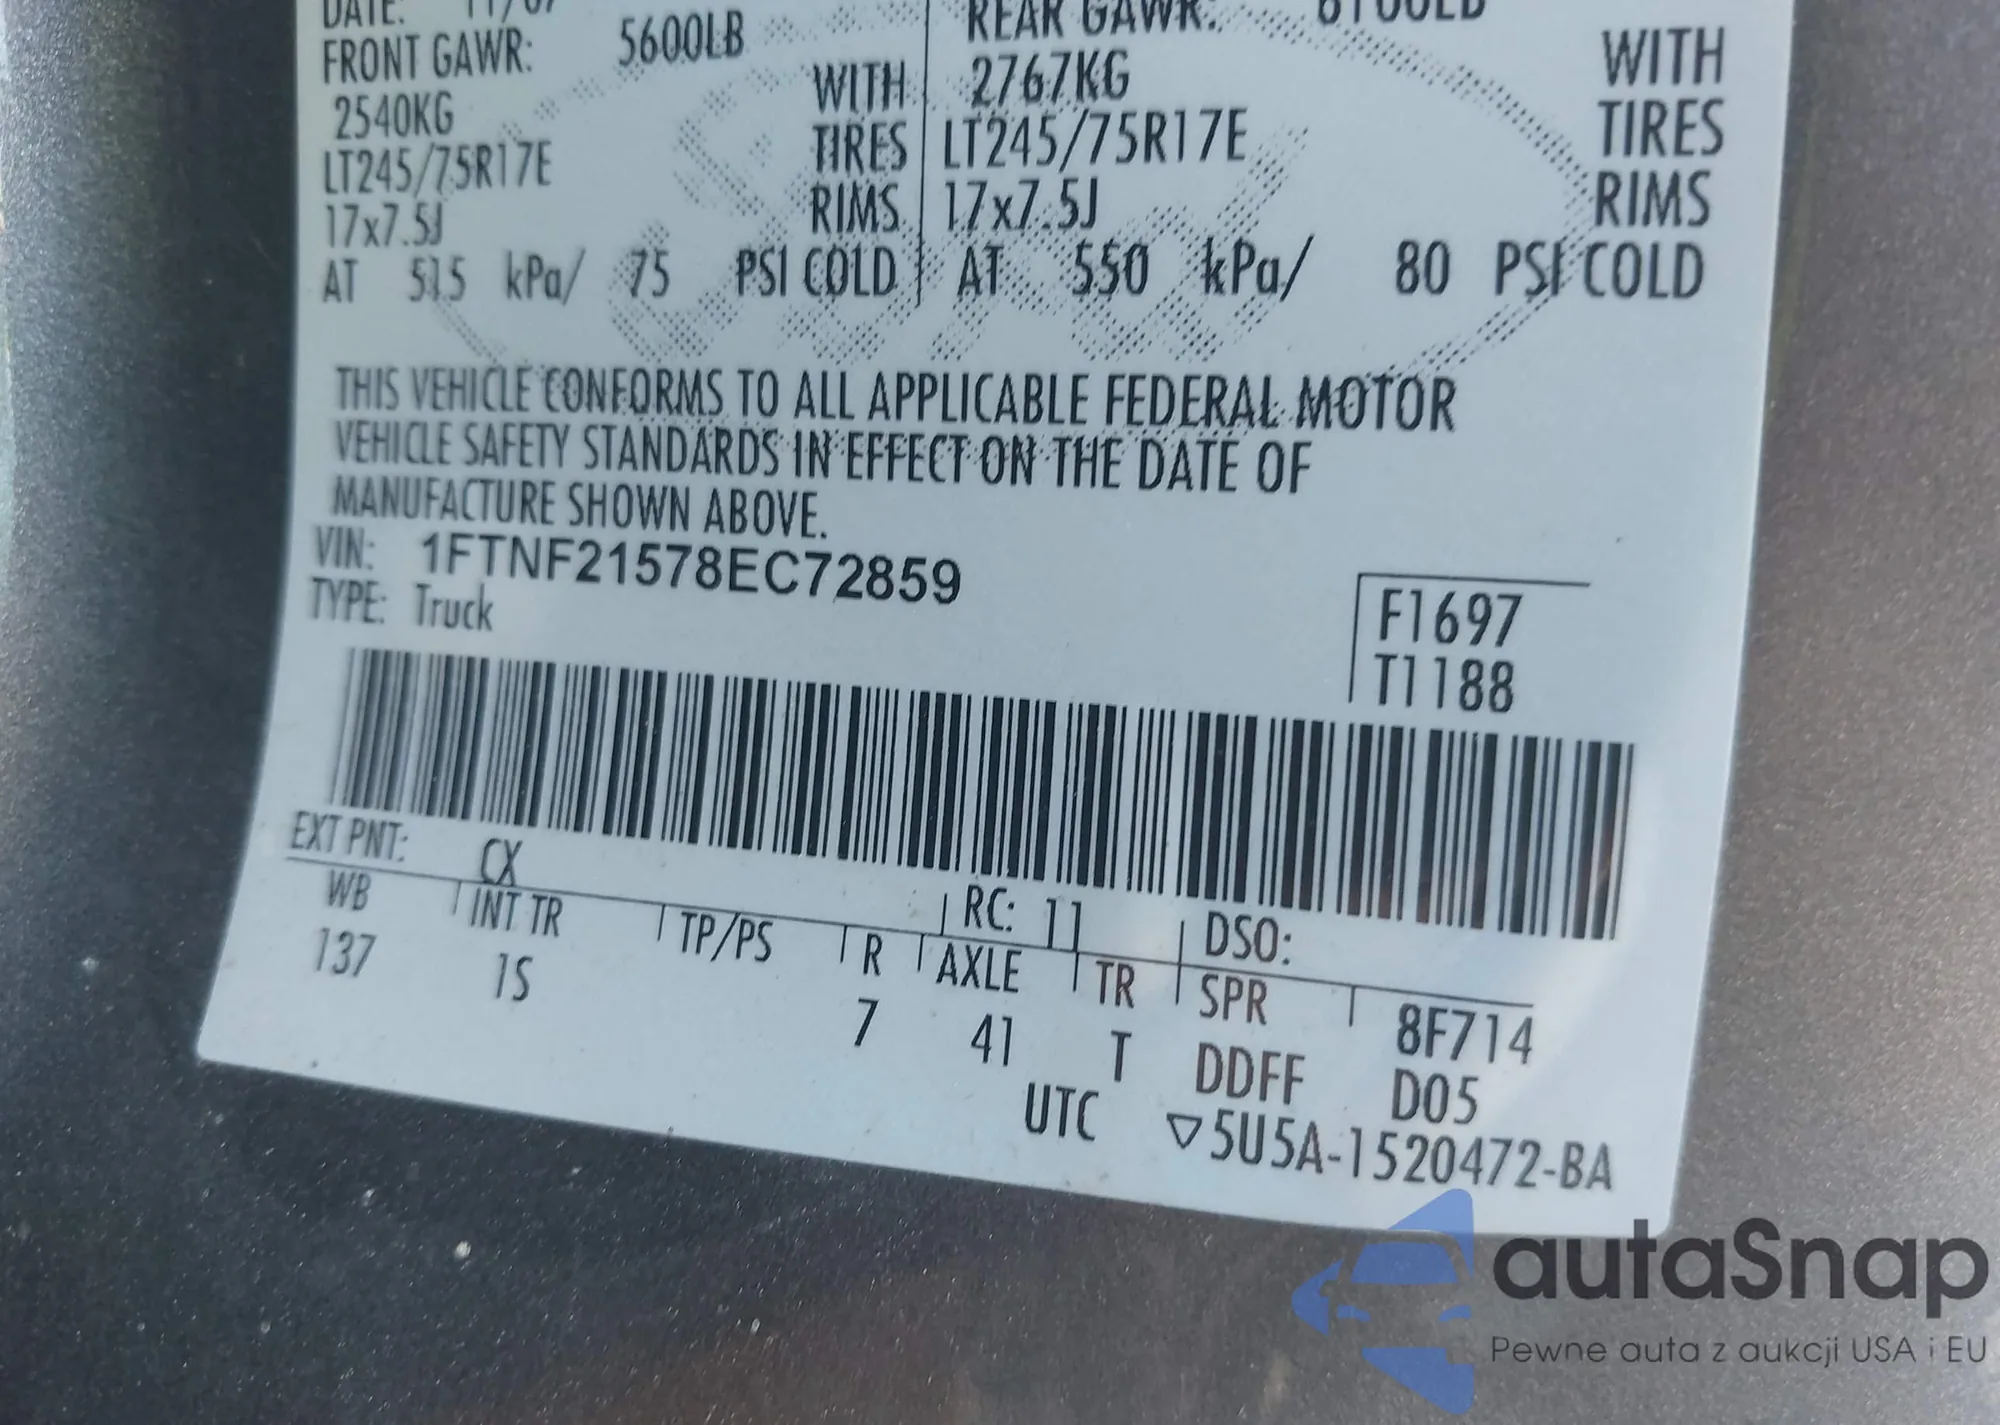 DATE: 11/07
FRONT GAWR: 5600LB
2540KG WITH
LT245/75R17E TIRES
17x7.5J RIMS
AT 515 kPa/ 75 PSI COLD
REAR GAWR: 6100LB
2767KG WITH
LT245/75R17E TIRES
17x7.5J RIMS
AT 550 kPa/ 80 PSI COLD
THIS VEHICLE CONFORMS TO ALL APPLICABLE FEDERAL MOTOR
VEHICLE SAFETY STANDARDS IN EFFECT ON THE DATE OF
MANUFACTURE SHOWN ABOVE.
VIN: 1FTNF21578EC72859
TYPE: Truck
F1697
T1188
EXT PNT: CX RC: 11 DSO:
WB INT TR TP/PS R AXLE TR SPR 8F714
137 1S 7 41 T DDFF D05
UTC ▽5U5A-1520472-BA
autaSnap
Pewne auta z aukcji USA i EU